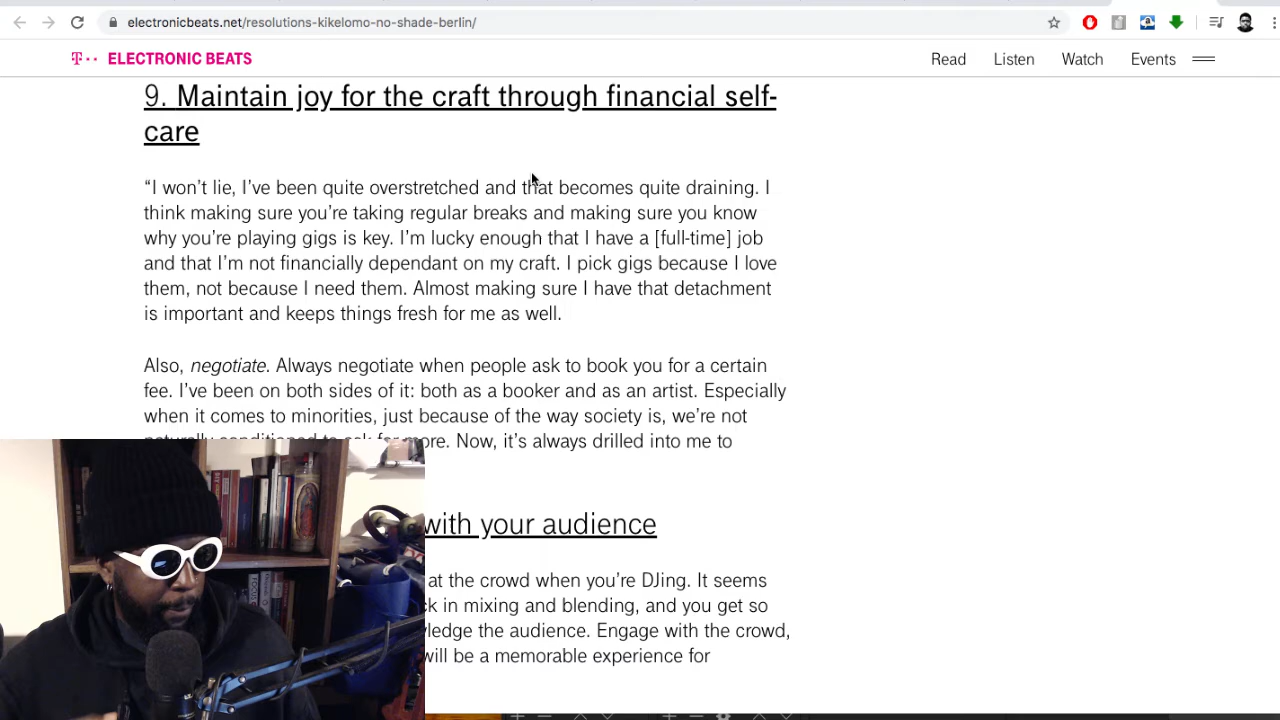 electronicbeats.net/resolutions-kikelomo-no-shade-berlin/
T·· ELECTRONIC BEATS
Read Listen Watch Events
9. Maintain joy for the craft through financial self-
care
“I won’t lie, I’ve been quite overstretched and that becomes quite draining. I
think making sure you’re taking regular breaks and making sure you know
why you’re playing gigs is key. I’m lucky enough that I have a [full-time] job
and that I’m not financially dependant on my craft. I pick gigs because I love
them, not because I need them. Almost making sure I have that detachment
is important and keeps things fresh for me as well.
Also, negotiate. Always negotiate when people ask to book you for a certain
fee. I’ve been on both sides of it: both as a booker and as an artist. Especially
when it comes to minorities, just because of the way society is, we’re not
naturally conditioned to ask for more. Now, it’s always drilled into me to
with your audience
at the crowd when you’re DJing. It seems
in mixing and blending, and you get so
the audience. Engage with the crowd,
will be a memorable experience for
FOCUS